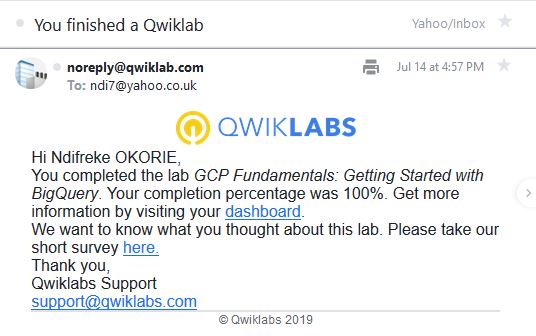 You finished a Qwiklab
Yahoo/Inbox
noreply@qwiklab.com
Jul 14 at 4:57 PM
To: ndi7@yahoo.co.uk
QWIKLABS
Hi Ndifreke OKORIE,
You completed the lab GCP Fundamentals: Getting Started with
BigQuery. Your completion percentage was 100%. Get more
information by visiting your dashboard.
We want to know what you thought about this lab. Please take our
short survey here.
Thank you,
Qwiklabs Support
support@qwiklabs.com
© Qwiklabs 2019